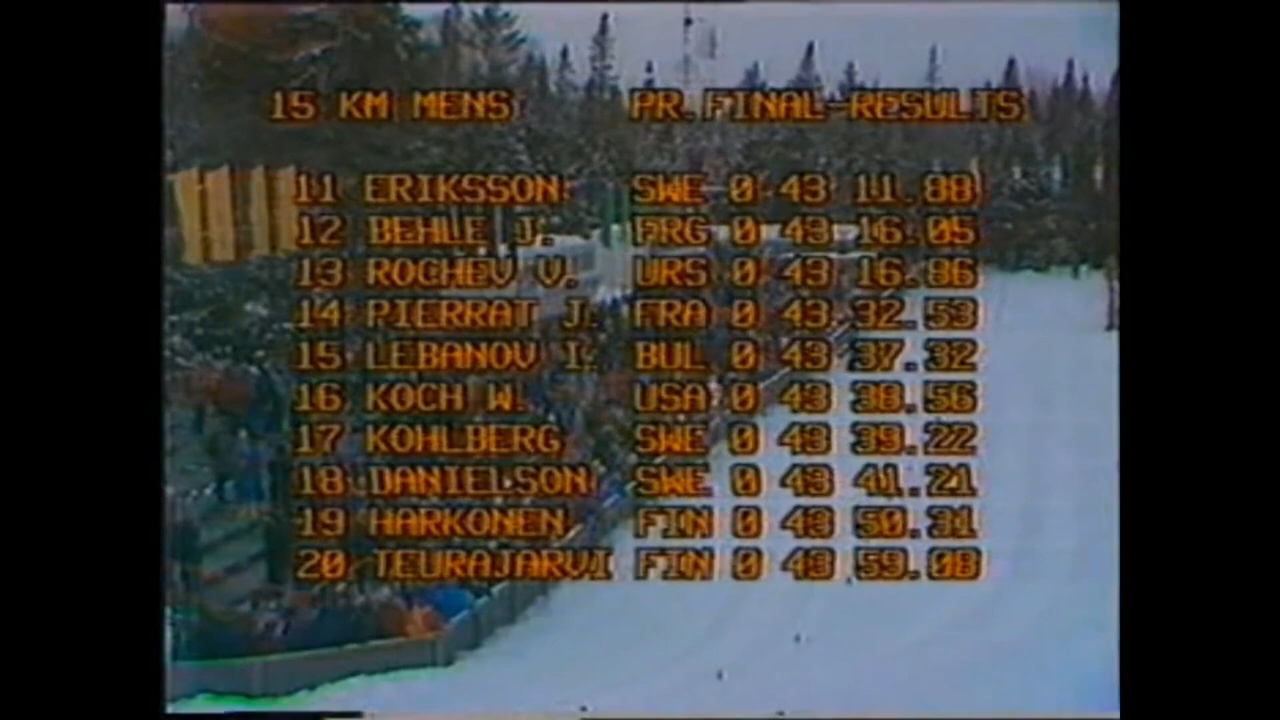 15 KM MENS PR.FINAL-RESULTS
11 ERIKSSON SWE 0 43 11.88
12 BEHLE J. FRG 0 43 16.05
13 ROCHEV V. URS 0 43 16.86
14 PIERRAT J. FRA 0 43 32.53
15 LEBANOV I. BUL 0 43 37.32
16 KOCH W. USA 0 43 38.56
17 KOHLBERG SWE 0 43 39.22
18 DANIELSON SWE 0 43 41.21
19 HARKONEN FIN 0 43 50.31
20 TEURAJARVI FIN 0 43 59.08